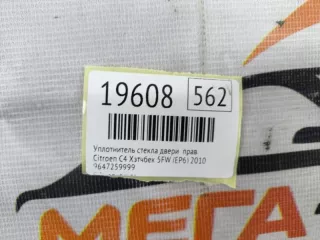 19608 562
Уплотнитель стекла двери прав.
Citroen C4 Хэтчбек 5FW (EP6) 2010
9647259999
МЕГА